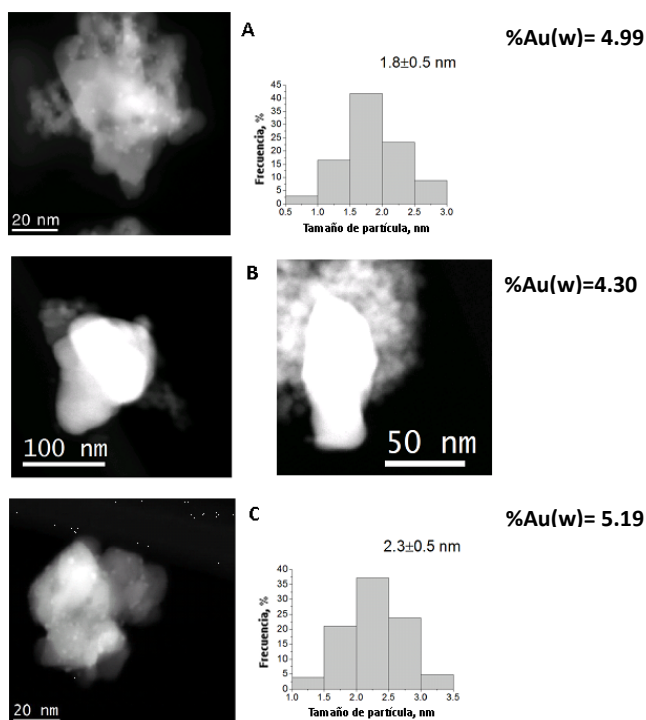 A
%Au(w)= 4.99
1.8±0.5 nm
Frecuencia, %
45
40
35
30
25
20
15
10
5
0
0.5 1.0 1.5 2.0 2.5 3.0
Tamaño de partícula, nm
20 nm
B
%Au(w)=4.30
100 nm
50 nm
C
%Au(w)= 5.19
2.3±0.5 nm
Frecuencia, %
40
35
30
25
20
15
10
5
0
1.0 1.5 2.0 2.5 3.0 3.5
Tamaño de partícula, nm
20 nm